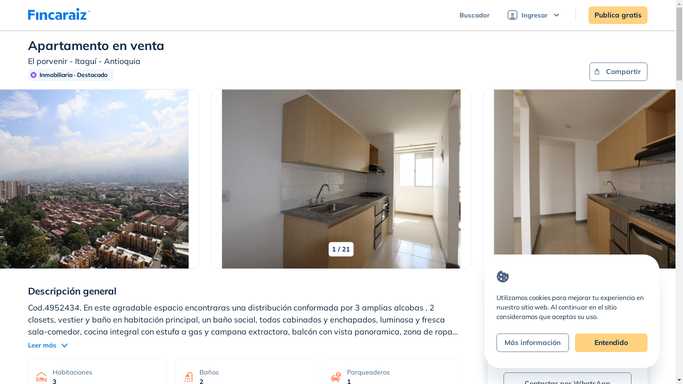 Fincaraiz
Buscador
Ingresar
Publica gratis
Apartamento en venta
El porvenir - Itaguí - Antioquia
Inmobiliaria · Destacado
Compartir
1 / 21
Descripción general
Cod.4952434. En este agradable espacio encontraras una distribución conformada por 3 amplias alcobas , 2
closets, vestier y baño en habitación principal, un baño social, todos cabinados y enchapados, luminosa y fresca
sala-comedor, cocina integral con estufa a gas y campana extractora, balcón con vista panoramica, zona de ropa...
Leer más
Habitaciones
3
Baños
2
Parqueaderos
1
Utilizamos cookies para mejorar tu experiencia en
nuestro sitio web. Al continuar en el sitio
consideramos que aceptas su uso.
Más información
Entendido
Contactar por WhatsApp